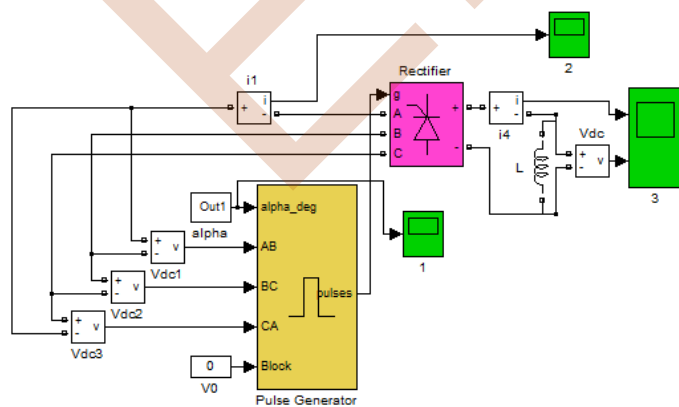 2
i1
Rectifier
+
i
-
g
A
B
C
+
-
+
i
-
i4
Vdc
+
-
v
L
3
Out1
alpha
alpha_deg
AB
BC
CA
Block
pulses
1
+
-
v
Vdc1
+
-
v
Vdc2
+
-
v
Vdc3
0
V0
Pulse Generator